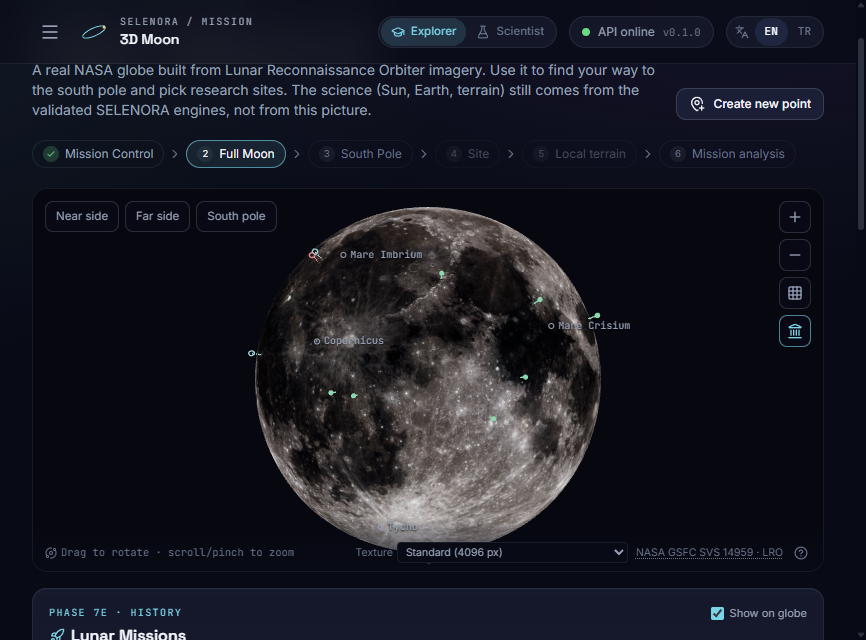 SELENORA / MISSION
3D Moon
Explorer
Scientist
API online v0.1.0
EN
TR
A real NASA globe built from Lunar Reconnaissance Orbiter imagery. Use it to find your way to
the south pole and pick research sites. The science (Sun, Earth, terrain) still comes from the
validated SELENORA engines, not from this picture.
Create new point
Mission Control
2 Full Moon
3 South Pole
4 Site
5 Local terrain
6 Mission analysis
Near side
Far side
South pole
Mare Imbrium
Mare Crisium
Copernicus
Tycho
Drag to rotate · scroll/pinch to zoom
Texture
Standard (4096 px)
NASA GSFC SVS 14959 · LRO
PHASE 7E · HISTORY
Show on globe
Lunar Missions